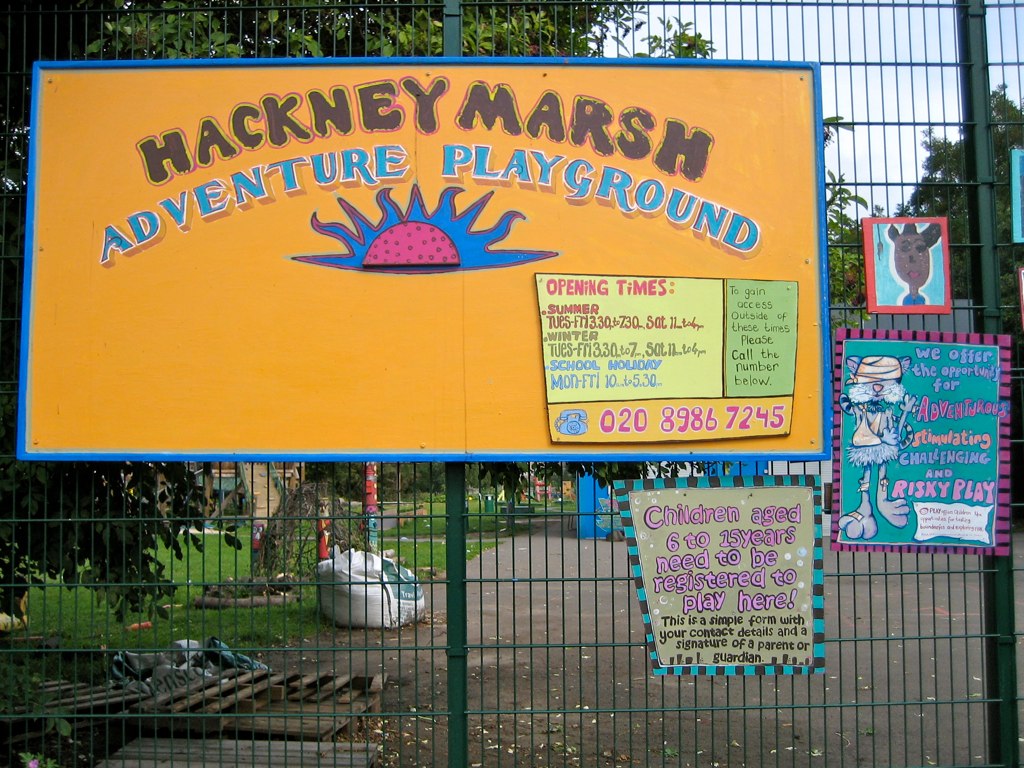 HACKNEY MARSH
ADVENTURE PLAYGROUND
OPENING TIMES:
.SUMMER
TUES-FRI 3.30 to 7.30 , SAT 11 to 6pm
.WINTER
TUES-FRI 3.30 to 7 , SAT 11 to 6pm
.SCHOOL HOLIDAY
MON-FRI 10 to 5.30
To gain
access
Outside of
these times
Please
Call the
number
below.
020 8986 7245
We offer
the opportunity
for
ADVENTUROUS
stimulating
CHALLENGING
AND
RISKY PLAY
Children aged
6 to 15years
need to be
registered to
play here!
This is a simple form with
your contact details and a
signature of a parent or
guardian.